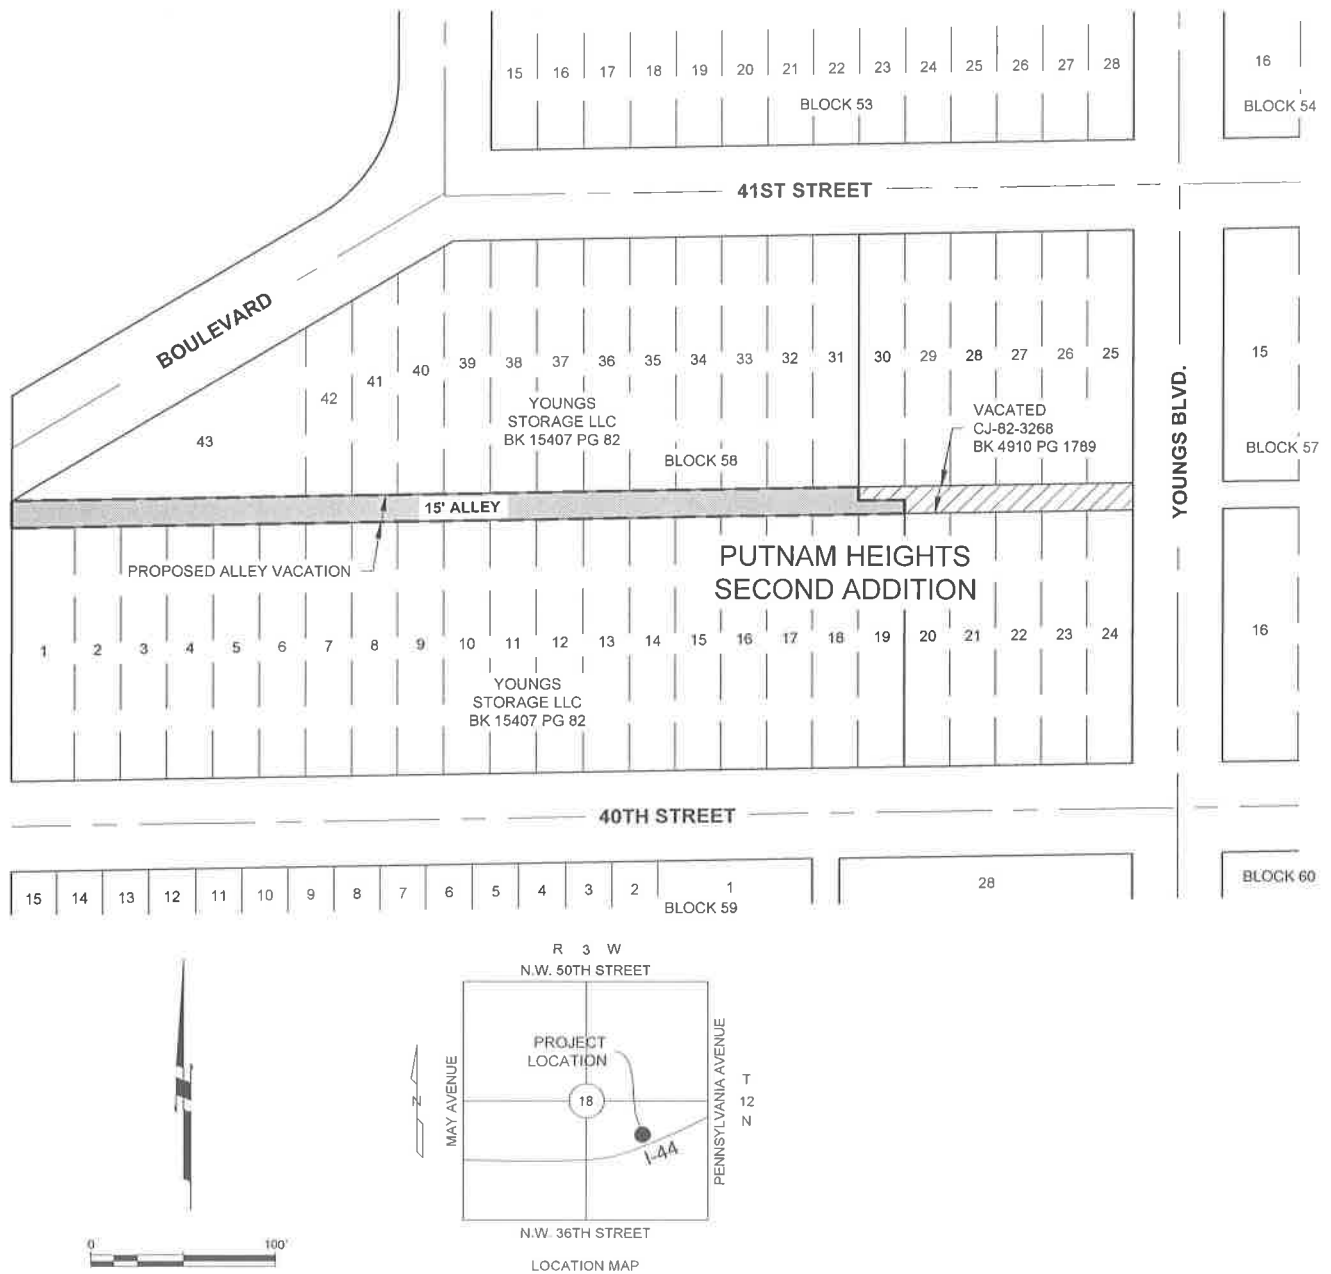 15 16 17 18 19 20 21 22 23 24 25 26 27 28
16
BLOCK 53
BLOCK 54
41ST STREET
BOULEVARD
43 42 41 40 39 38 37 36 35 34 33 32 31 30 29 28 27 26 25
15
YOUNGS
STORAGE LLC
BK 15407 PG 82
BLOCK 58
VACATED
CJ-82-3268
BK 4910 PG 1789
YOUNGS BLVD.
BLOCK 57
15' ALLEY
PROPOSED ALLEY VACATION
PUTNAM HEIGHTS
SECOND ADDITION
1 2 3 4 5 6 7 8 9 10 11 12 13 14 15 16 17 18 19 20 21 22 23 24
16
YOUNGS
STORAGE LLC
BK 15407 PG 82
40TH STREET
15 14 13 12 11 10 9 8 7 6 5 4 3 2 1
28
BLOCK 59
BLOCK 60
R 3 W
N.W. 50TH STREET
PROJECT
LOCATION
N
MAY AVENUE
18
I-44
PENNSYLVANIA AVENUE
T
12
N
N.W. 36TH STREET
LOCATION MAP
0 100'